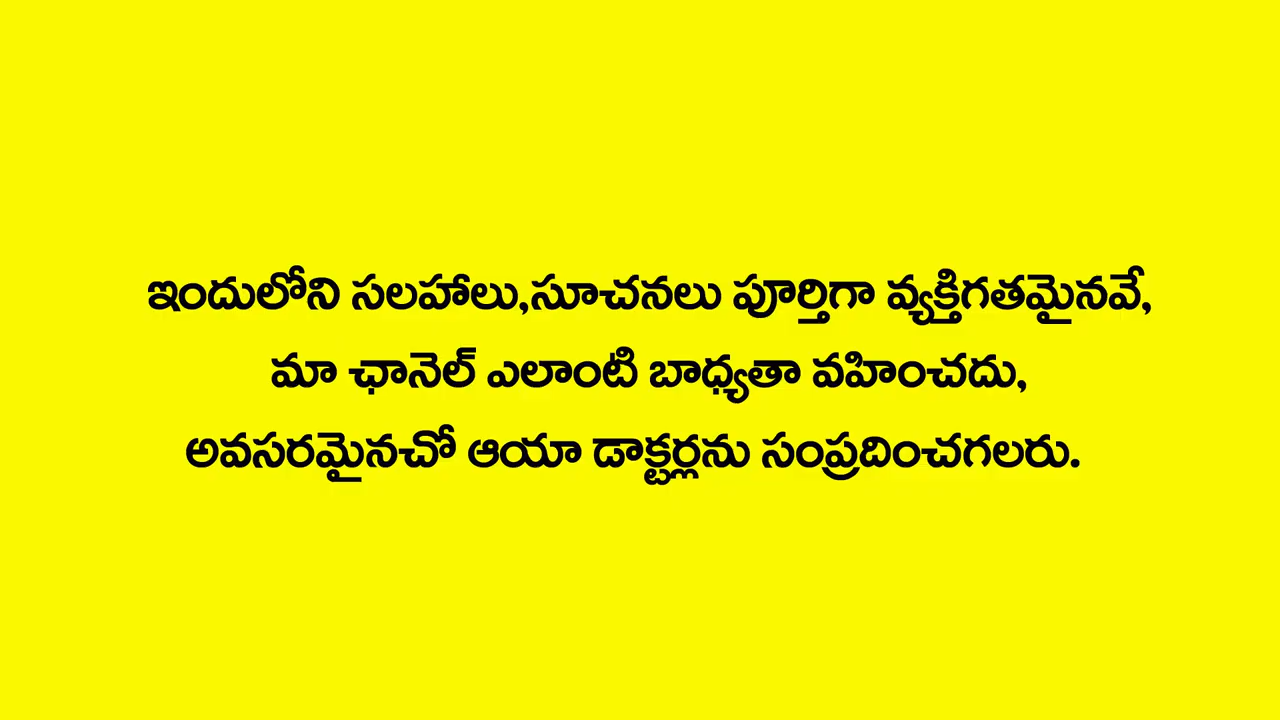 ఇందులోని సలహాలు,సూచనలు పూర్తిగా వ్యక్తిగతమైనవే,
మా ఛానెల్ ఎలాంటి బాధ్యతా వహించదు,
అవసరమైనచో ఆయా డాక్టర్లను సంప్రదించగలరు.